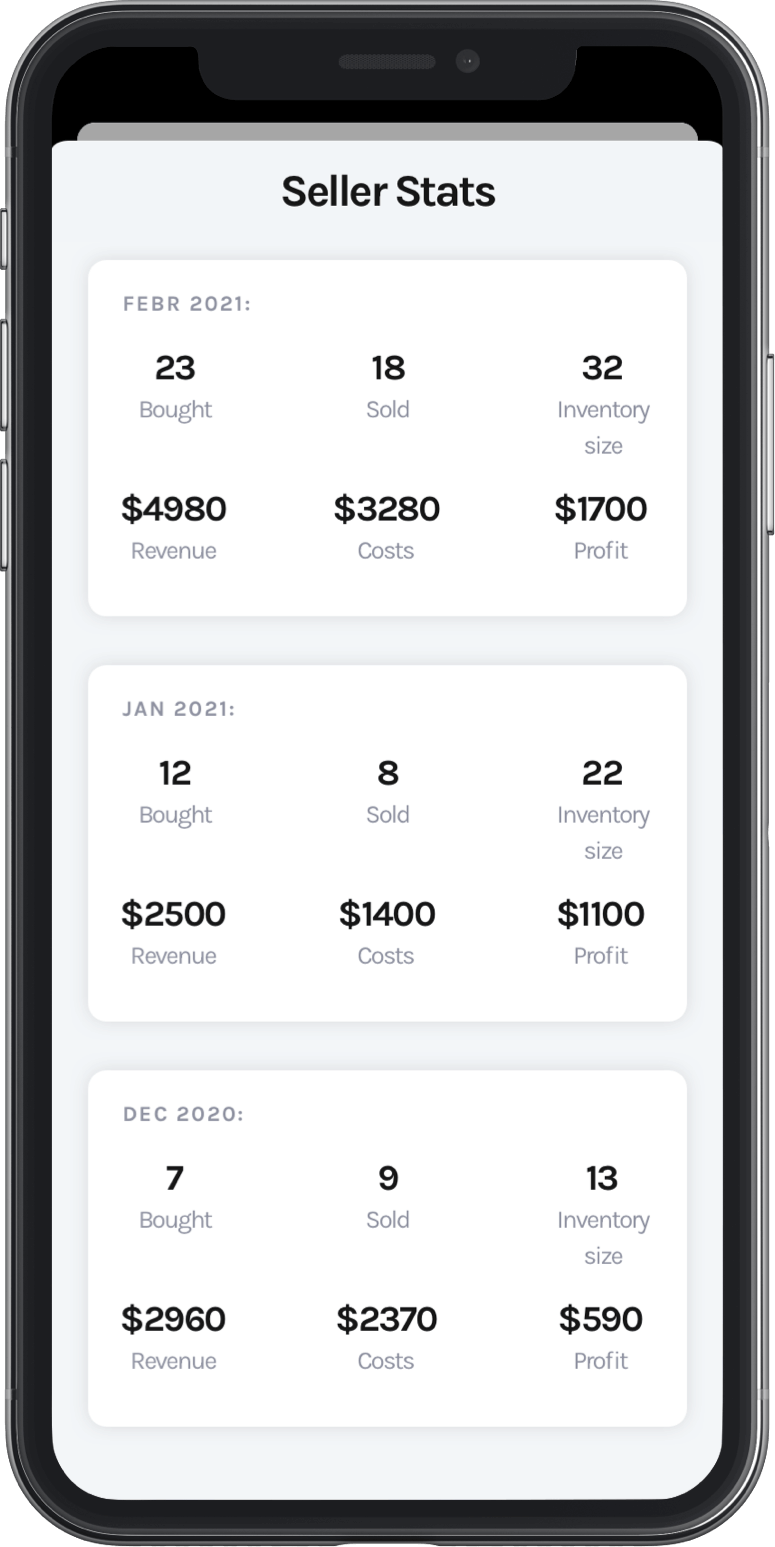 Seller Stats
FEBR 2021:
23 18 32
Bought Sold Inventory
size
$4980 $3280 $1700
Revenue Costs Profit
JAN 2021:
12 8 22
Bought Sold Inventory
size
$2500 $1400 $1100
Revenue Costs Profit
DEC 2020:
7 9 13
Bought Sold Inventory
size
$2960 $2370 $590
Revenue Costs Profit